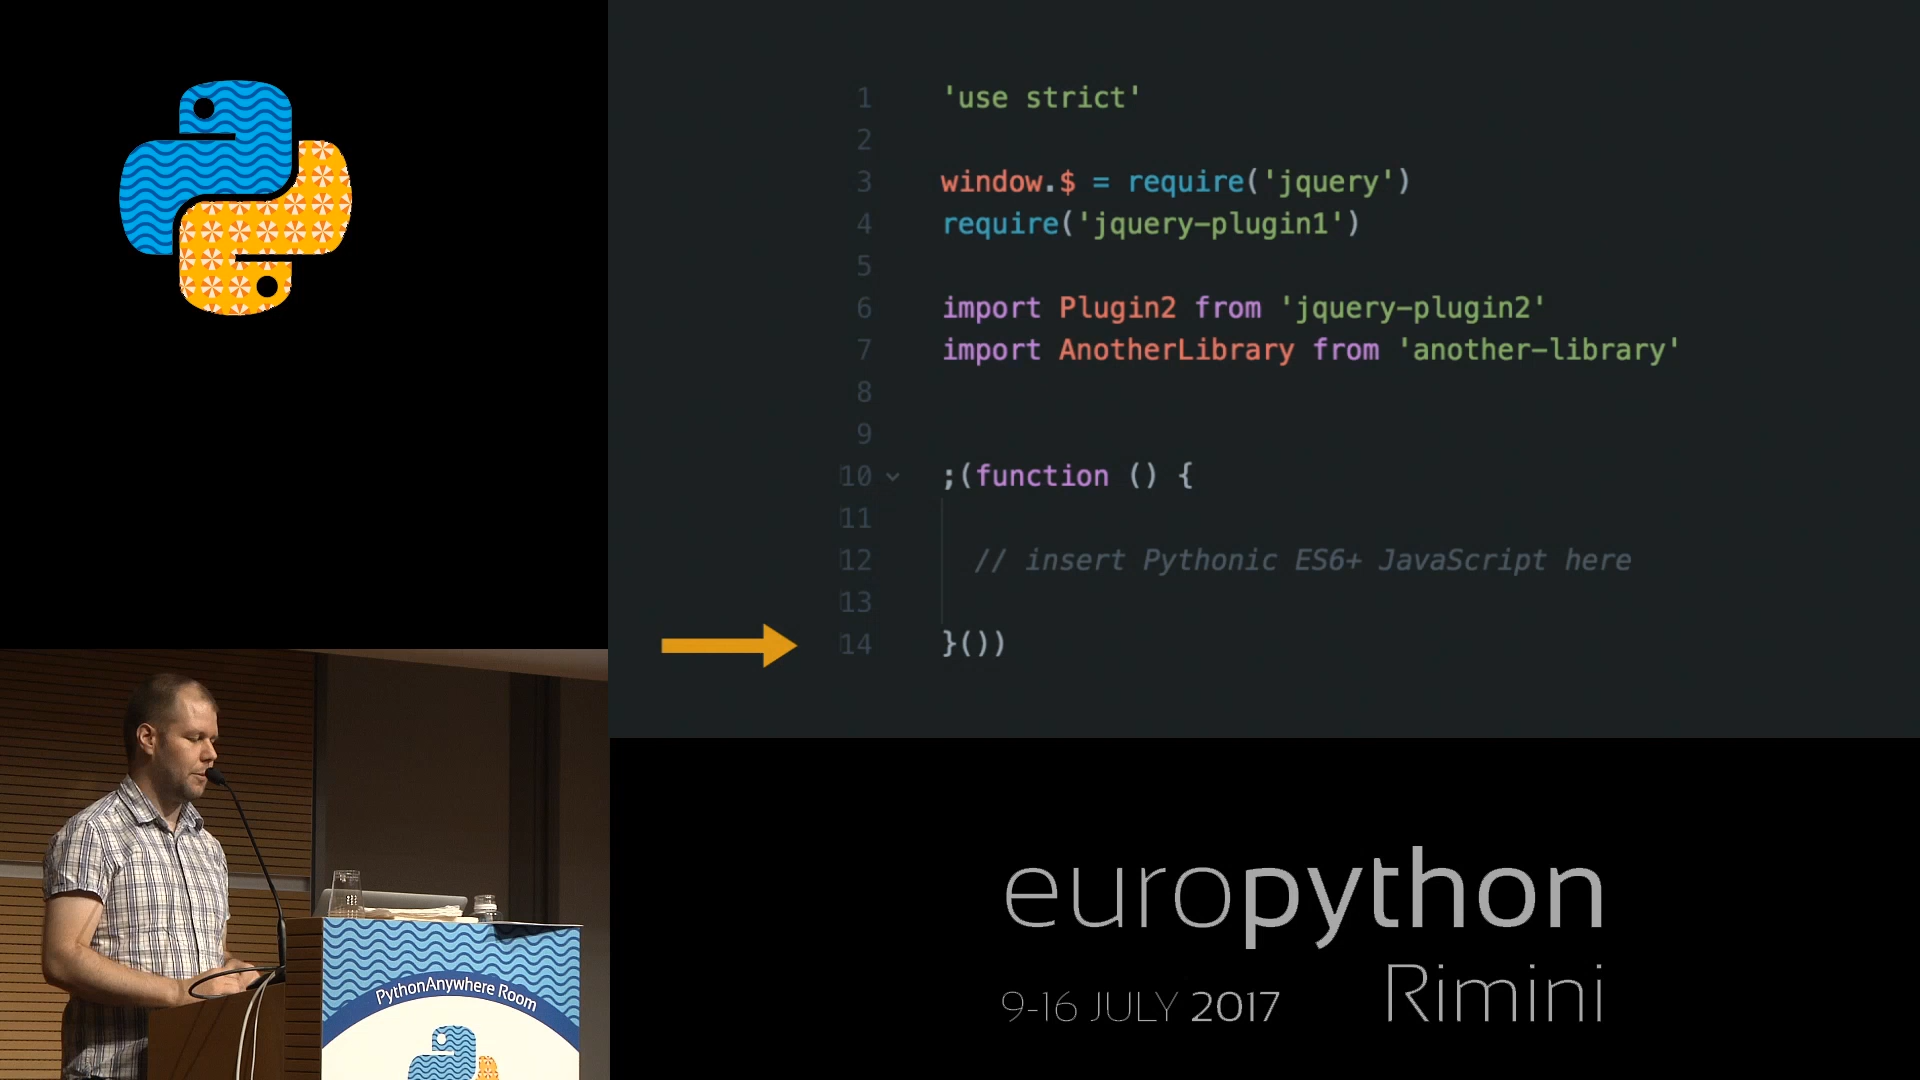 1 'use strict'
2
3 window.$ = require('jquery')
4 require('jquery-plugin1')
5
6 import Plugin2 from 'jquery-plugin2'
7 import AnotherLibrary from 'another-library'
8
9
10 ;(function () {
11
12 // insert Pythonic ES6+ JavaScript here
13
14 }())
PythonAnywhere Room
europython
9-16 JULY 2017 Rimini